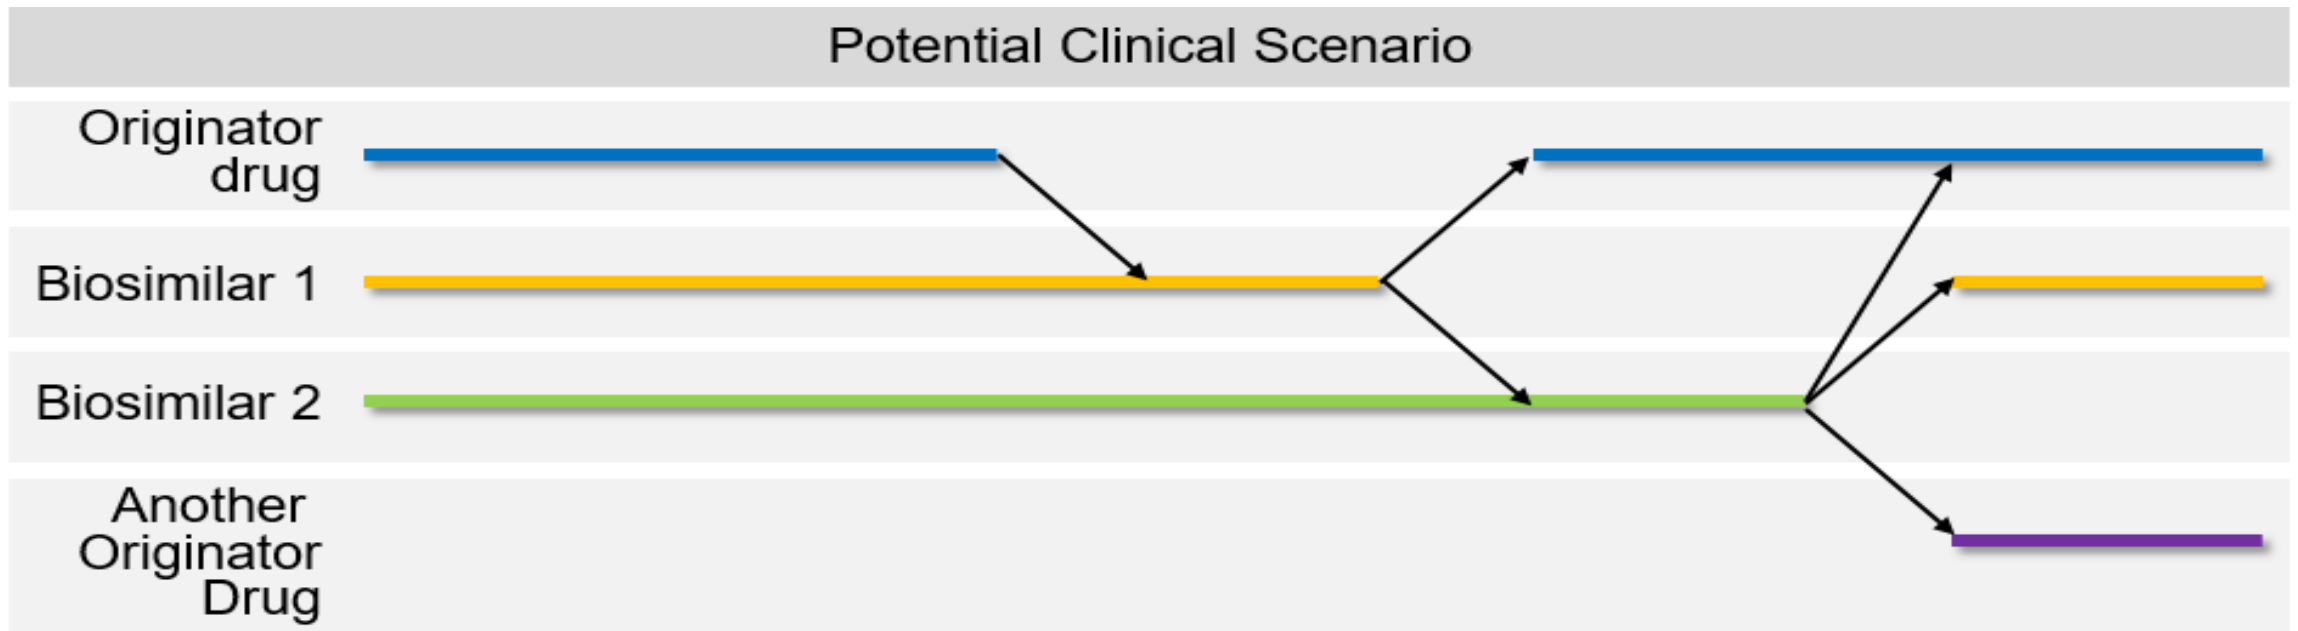 Potential Clinical Scenario
Originator
drug
Biosimilar 1
Biosimilar 2
Another
Originator
Drug